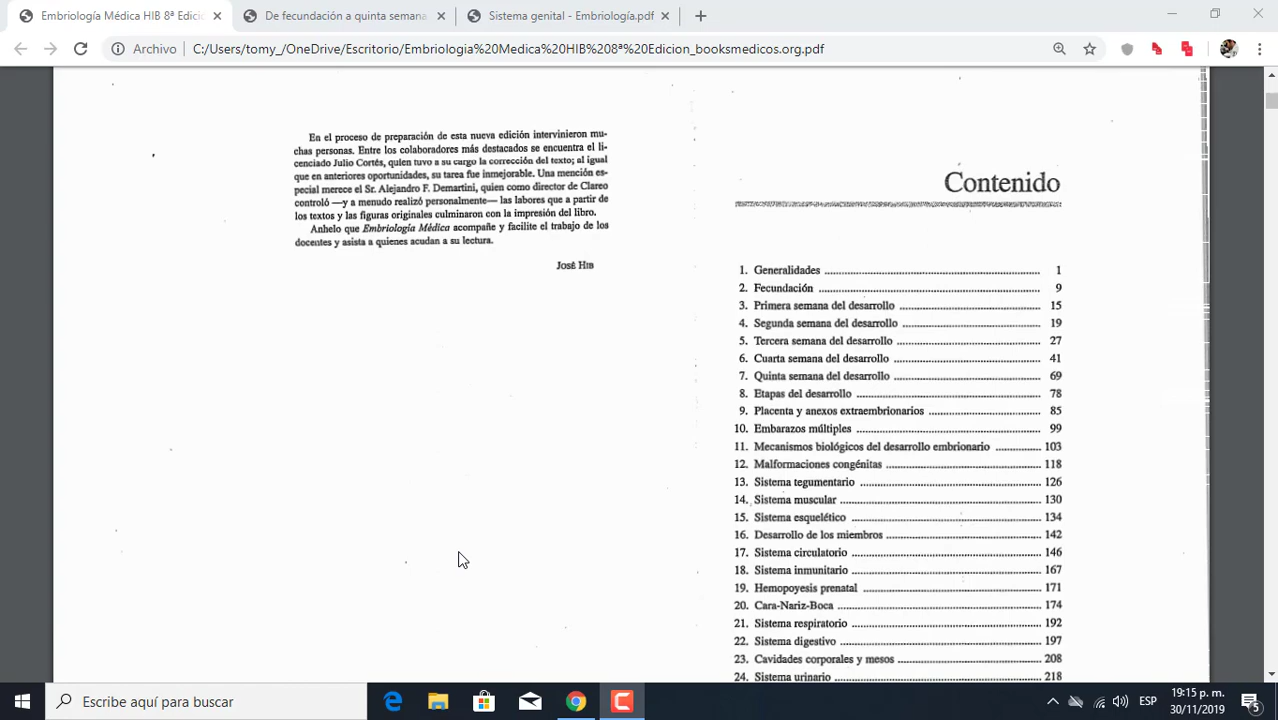 Embriología Médica HIB 8ª Edicion
De fecundación a quinta semana
Sistema genital - Embriología.pdf
Archivo
C:/Users/tomy_/OneDrive/Escritorio/Embriologia%20Medica%20HIB%208ª%20Edicion_booksmedicos.org.pdf
En el proceso de preparación de esta nueva edición intervinieron mu-
chas personas. Entre los colaboradores más destacados se encuentra el li-
cenciado Julio Cortés, quien tuvo a su cargo la corrección del texto; al igual
que en anteriores oportunidades, su tarea fue inmejorable. Una mención es-
pecial merece el Sr. Alejandro F. Demartini, quien como director de Clareo
controló —y a menudo realizó personalmente— las labores que a partir de
los textos y las figuras originales culminaron con la impresión del libro.
Anhelo que Embriología Médica acompañe y facilite el trabajo de los
docentes y asista a quienes acudan a su lectura.
José Hib
Contenido
1. Generalidades 1
2. Fecundación 9
3. Primera semana del desarrollo 15
4. Segunda semana del desarrollo 19
5. Tercera semana del desarrollo 27
6. Cuarta semana del desarrollo 41
7. Quinta semana del desarrollo 69
8. Etapas del desarrollo 78
9. Placenta y anexos extraembrionarios 85
10. Embarazos múltiples 99
11. Mecanismos biológicos del desarrollo embrionario 103
12. Malformaciones congénitas 118
13. Sistema tegumentario 126
14. Sistema muscular 130
15. Sistema esquelético 134
16. Desarrollo de los miembros 142
17. Sistema circulatorio 146
18. Sistema inmunitario 167
19. Hemopoyesis prenatal 171
20. Cara-Nariz-Boca 174
21. Sistema respiratorio 192
22. Sistema digestivo 197
23. Cavidades corporales y mesos 208
24. Sistema urinario 218
Escribe aquí para buscar
ESP
19:15 p. m.
30/11/2019
5